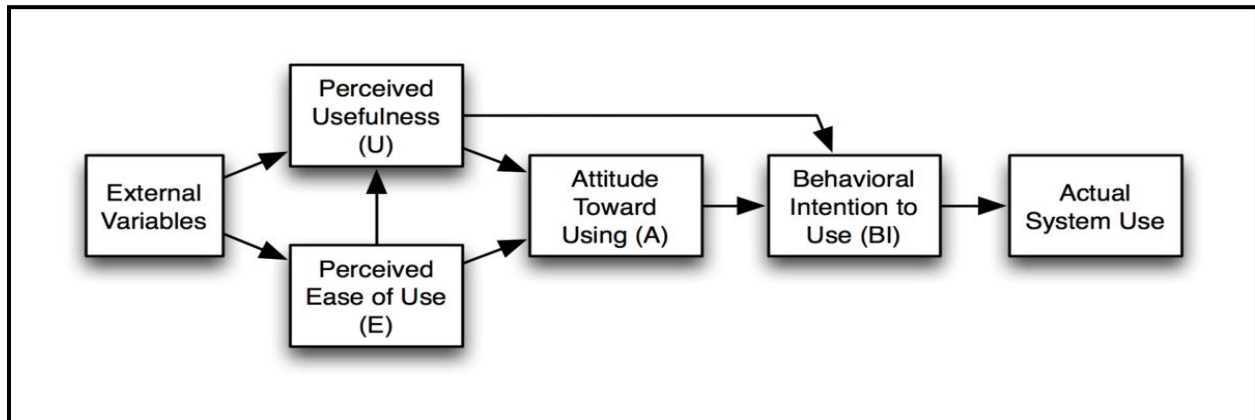 External
Variables
Perceived
Usefulness
(U)
Perceived
Ease of Use
(E)
Attitude
Toward
Using (A)
Behavioral
Intention to
Use (BI)
Actual
System Use